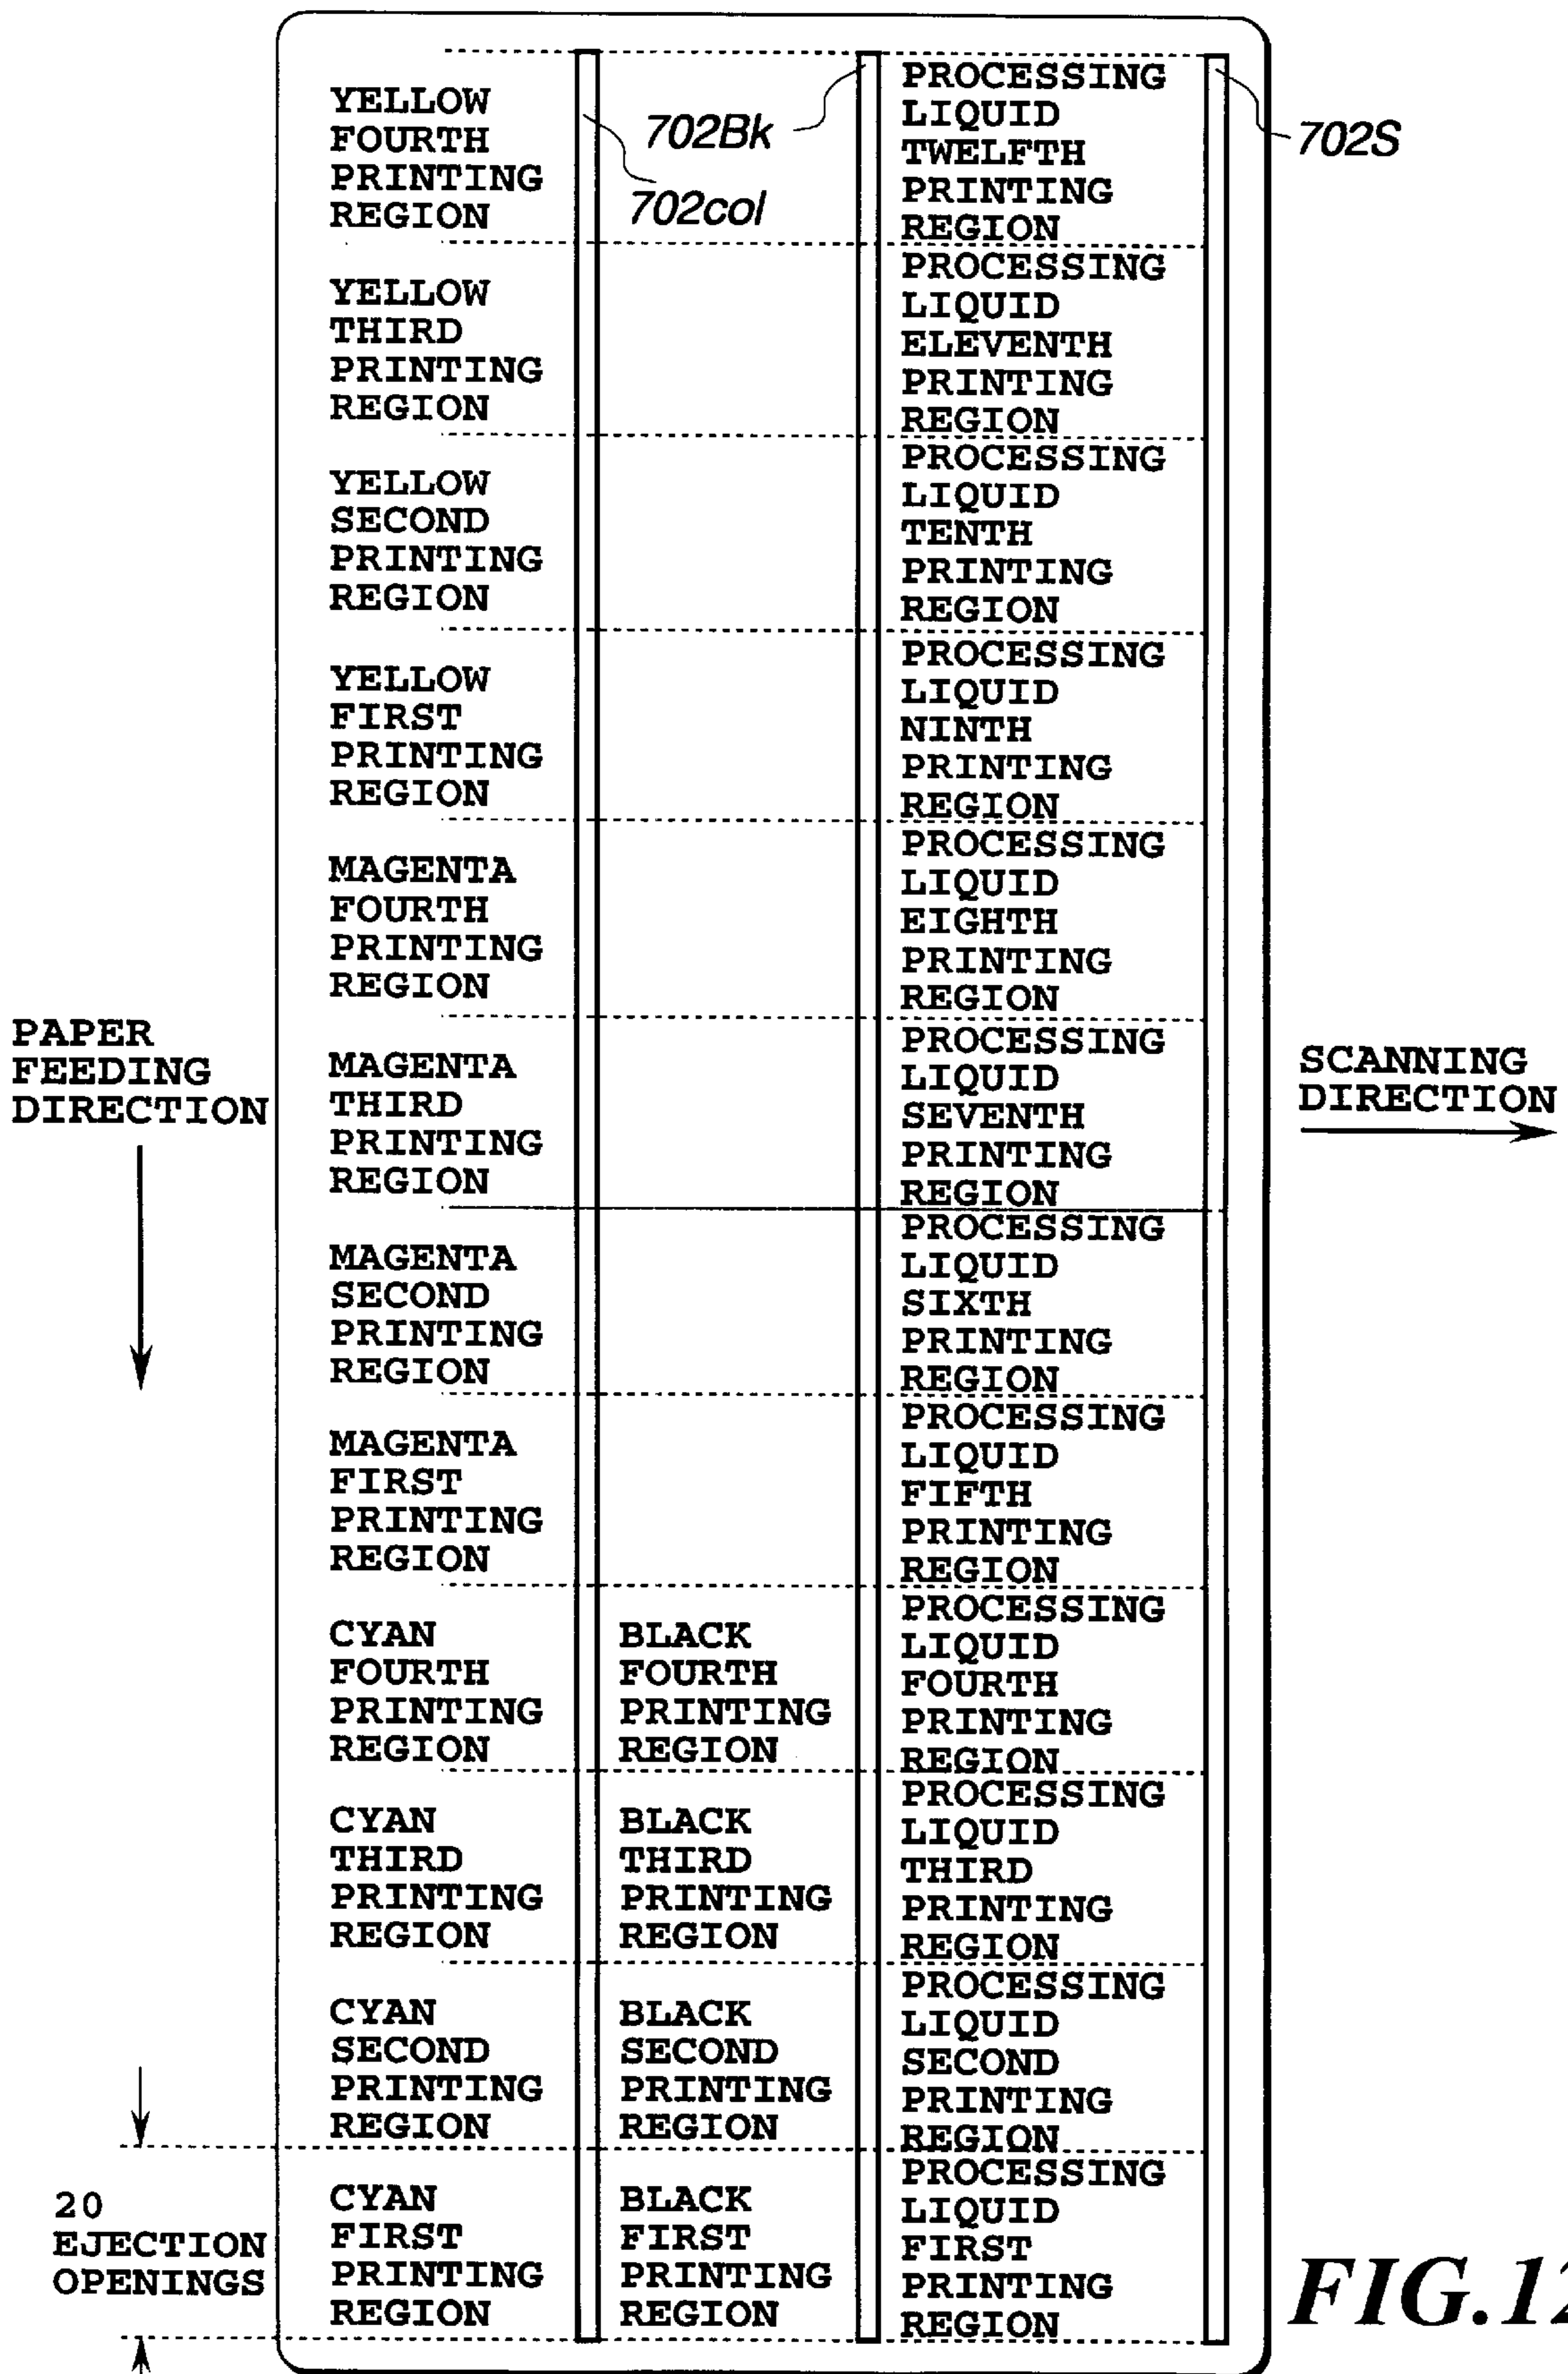 YELLOW
FOURTH
PRINTING
REGION
702Bk
702col
PROCESSING
LIQUID
TWELFTH
PRINTING
REGION
702S
YELLOW
THIRD
PRINTING
REGION
PROCESSING
LIQUID
ELEVENTH
PRINTING
REGION
YELLOW
SECOND
PRINTING
REGION
PROCESSING
LIQUID
TENTH
PRINTING
REGION
YELLOW
FIRST
PRINTING
REGION
PROCESSING
LIQUID
NINTH
PRINTING
REGION
MAGENTA
FOURTH
PRINTING
REGION
PROCESSING
LIQUID
EIGHTH
PRINTING
REGION
PAPER
FEEDING
DIRECTION
MAGENTA
THIRD
PRINTING
REGION
PROCESSING
LIQUID
SEVENTH
PRINTING
REGION
SCANNING
DIRECTION
MAGENTA
SECOND
PRINTING
REGION
PROCESSING
LIQUID
SIXTH
PRINTING
REGION
MAGENTA
FIRST
PRINTING
REGION
PROCESSING
LIQUID
FIFTH
PRINTING
REGION
CYAN
FOURTH
PRINTING
REGION
BLACK
FOURTH
PRINTING
REGION
PROCESSING
LIQUID
FOURTH
PRINTING
REGION
CYAN
THIRD
PRINTING
REGION
BLACK
THIRD
PRINTING
REGION
PROCESSING
LIQUID
THIRD
PRINTING
REGION
CYAN
SECOND
PRINTING
REGION
BLACK
SECOND
PRINTING
REGION
PROCESSING
LIQUID
SECOND
PRINTING
REGION
20
EJECTION
OPENINGS
CYAN
FIRST
PRINTING
REGION
BLACK
FIRST
PRINTING
REGION
PROCESSING
LIQUID
FIRST
PRINTING
REGION
FIG.12